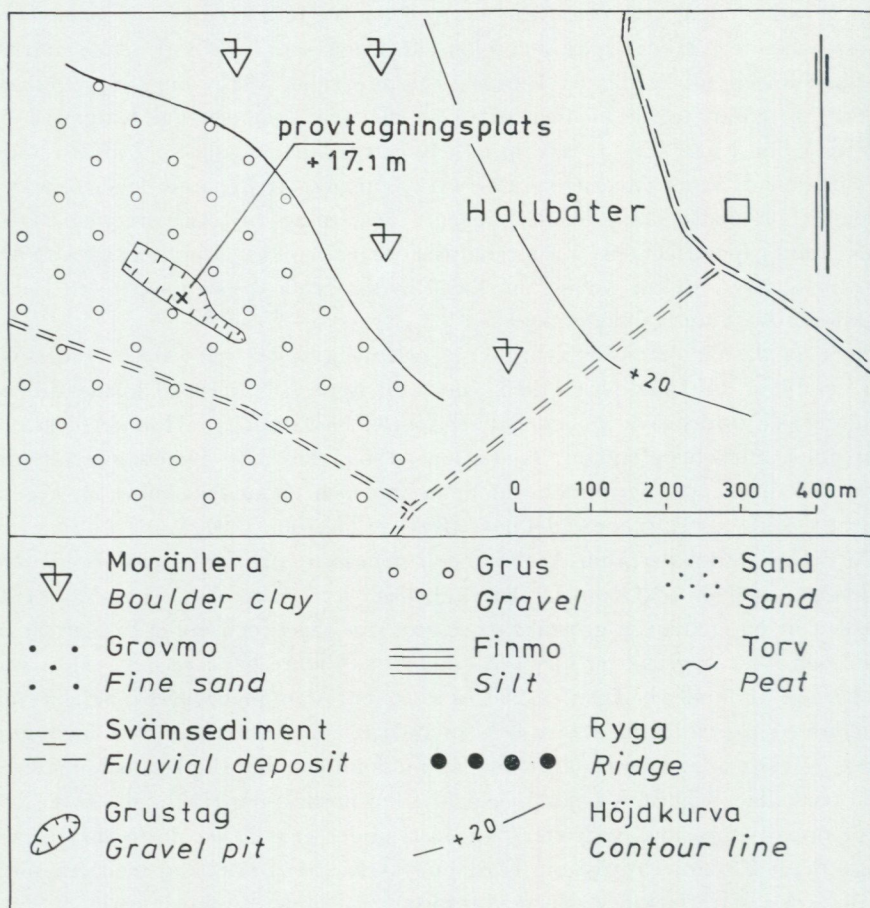 provtagningsplats
+ 17.1 m
Hallbåter
+20
0 100 200 300 400m
Moränlera
Boulder clay
Grus
Gravel
Sand
Sand
Grovmo
Fine sand
Finmo
Silt
Torv
Peat
Svämsediment
Fluvial deposit
Rygg
Ridge
Grustag
Gravel pit
+20
Höjdkurva
Contour line